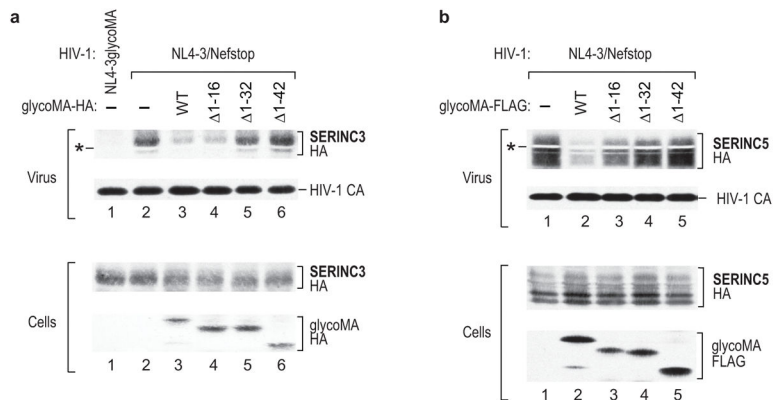 a
HIV-1:
NL4-3glycoMA
NL4-3/Nefstop
glycoMA-HA:
–
–
WT
Δ1-16
Δ1-32
Δ1-42
Virus
*
SERINC3
HA
HIV-1 CA
1 2 3 4 5 6
Cells
SERINC3
HA
glycoMA
HA
1 2 3 4 5 6
b
HIV-1:
NL4-3/Nefstop
glycoMA-FLAG:
–
WT
Δ1-16
Δ1-32
Δ1-42
Virus
*
SERINC5
HA
HIV-1 CA
1 2 3 4 5
Cells
SERINC5
HA
glycoMA
FLAG
1 2 3 4 5